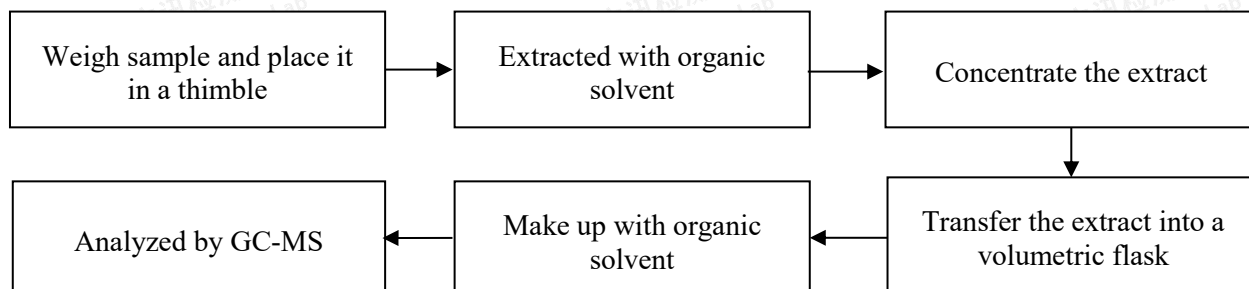 Weigh sample and place it
in a thimble
Extracted with organic
solvent
Concentrate the extract
Transfer the extract into a
volumetric flask
Make up with organic
solvent
Analyzed by GC-MS